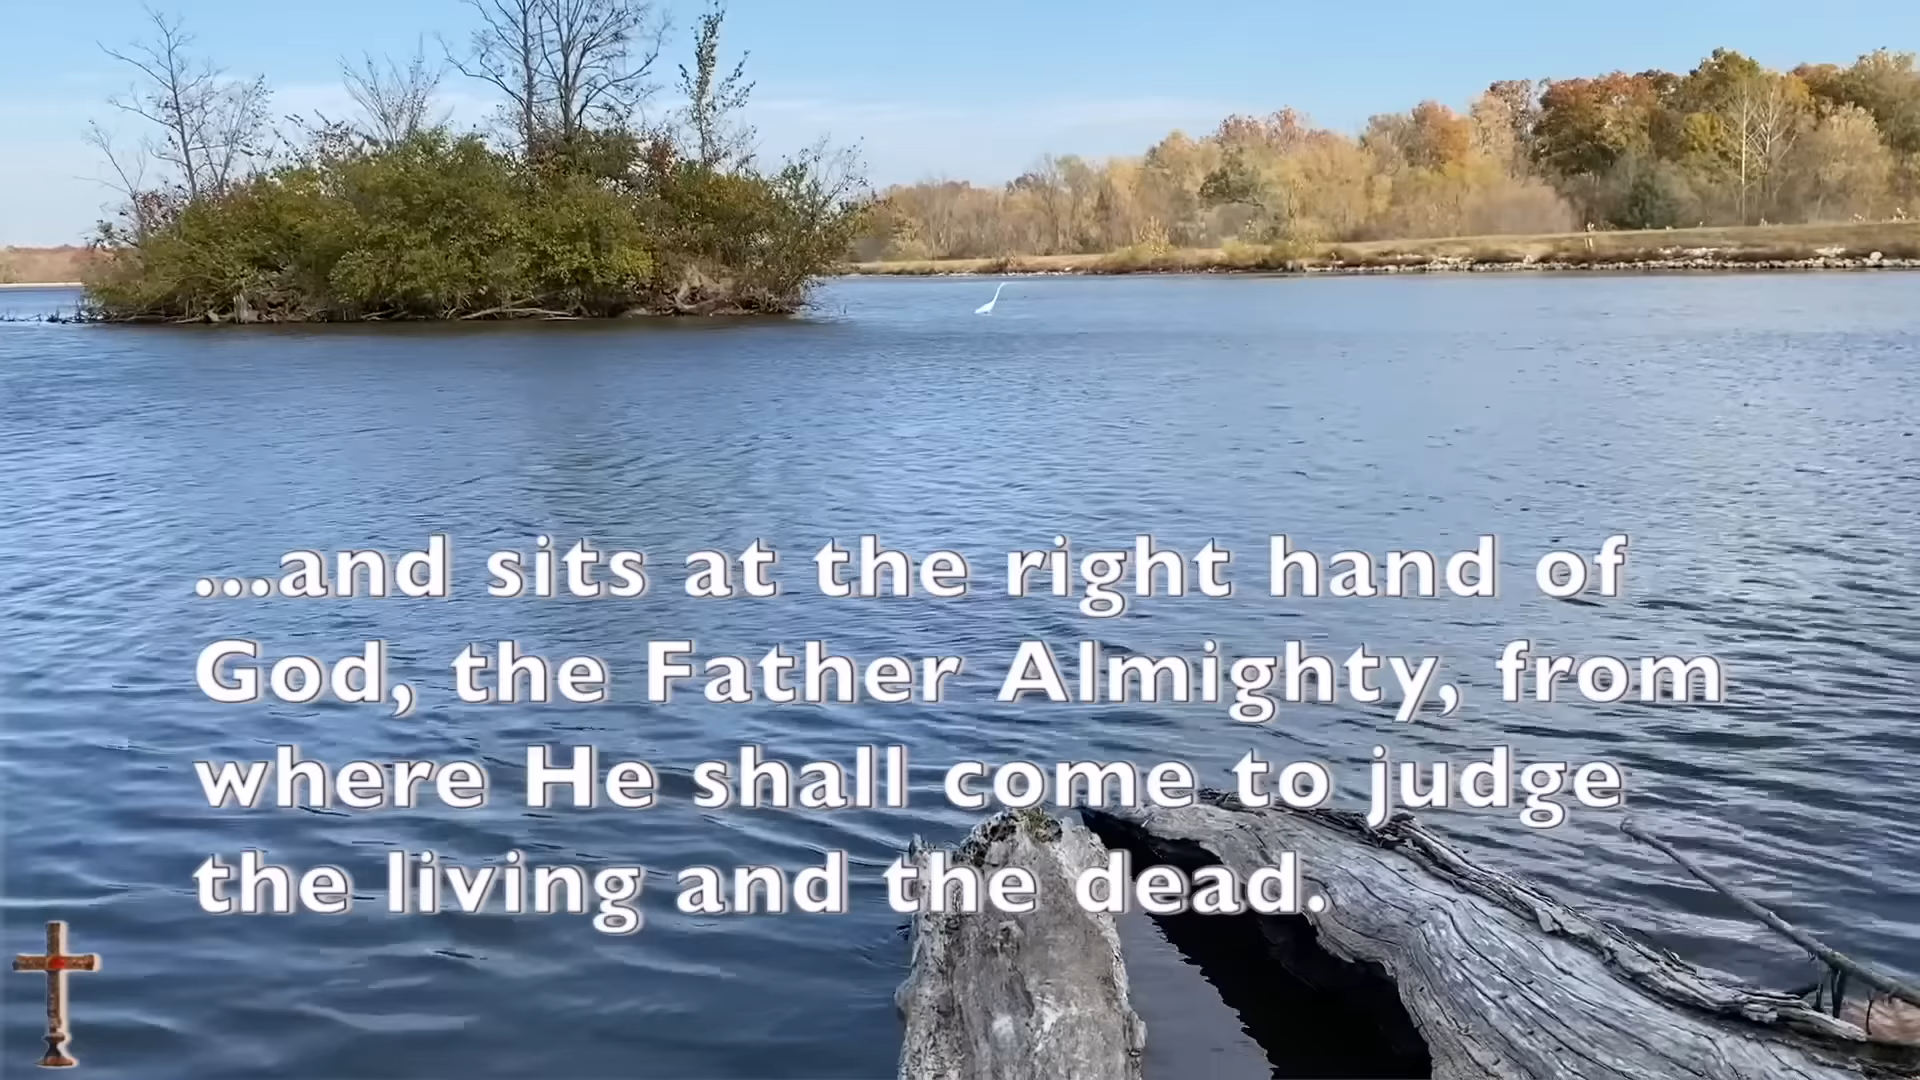 ...and sits at the right hand of
God, the Father Almighty, from
where He shall come to judge
the living and the dead.